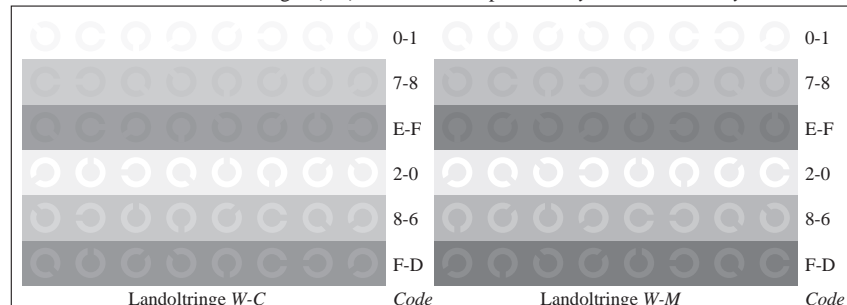 0-1 0-1
7-8 7-8
E-F E-F
2-0 2-0
8-6 8-6
F-D F-D
Landoltringe W-C Code Landoltringe W-M Code